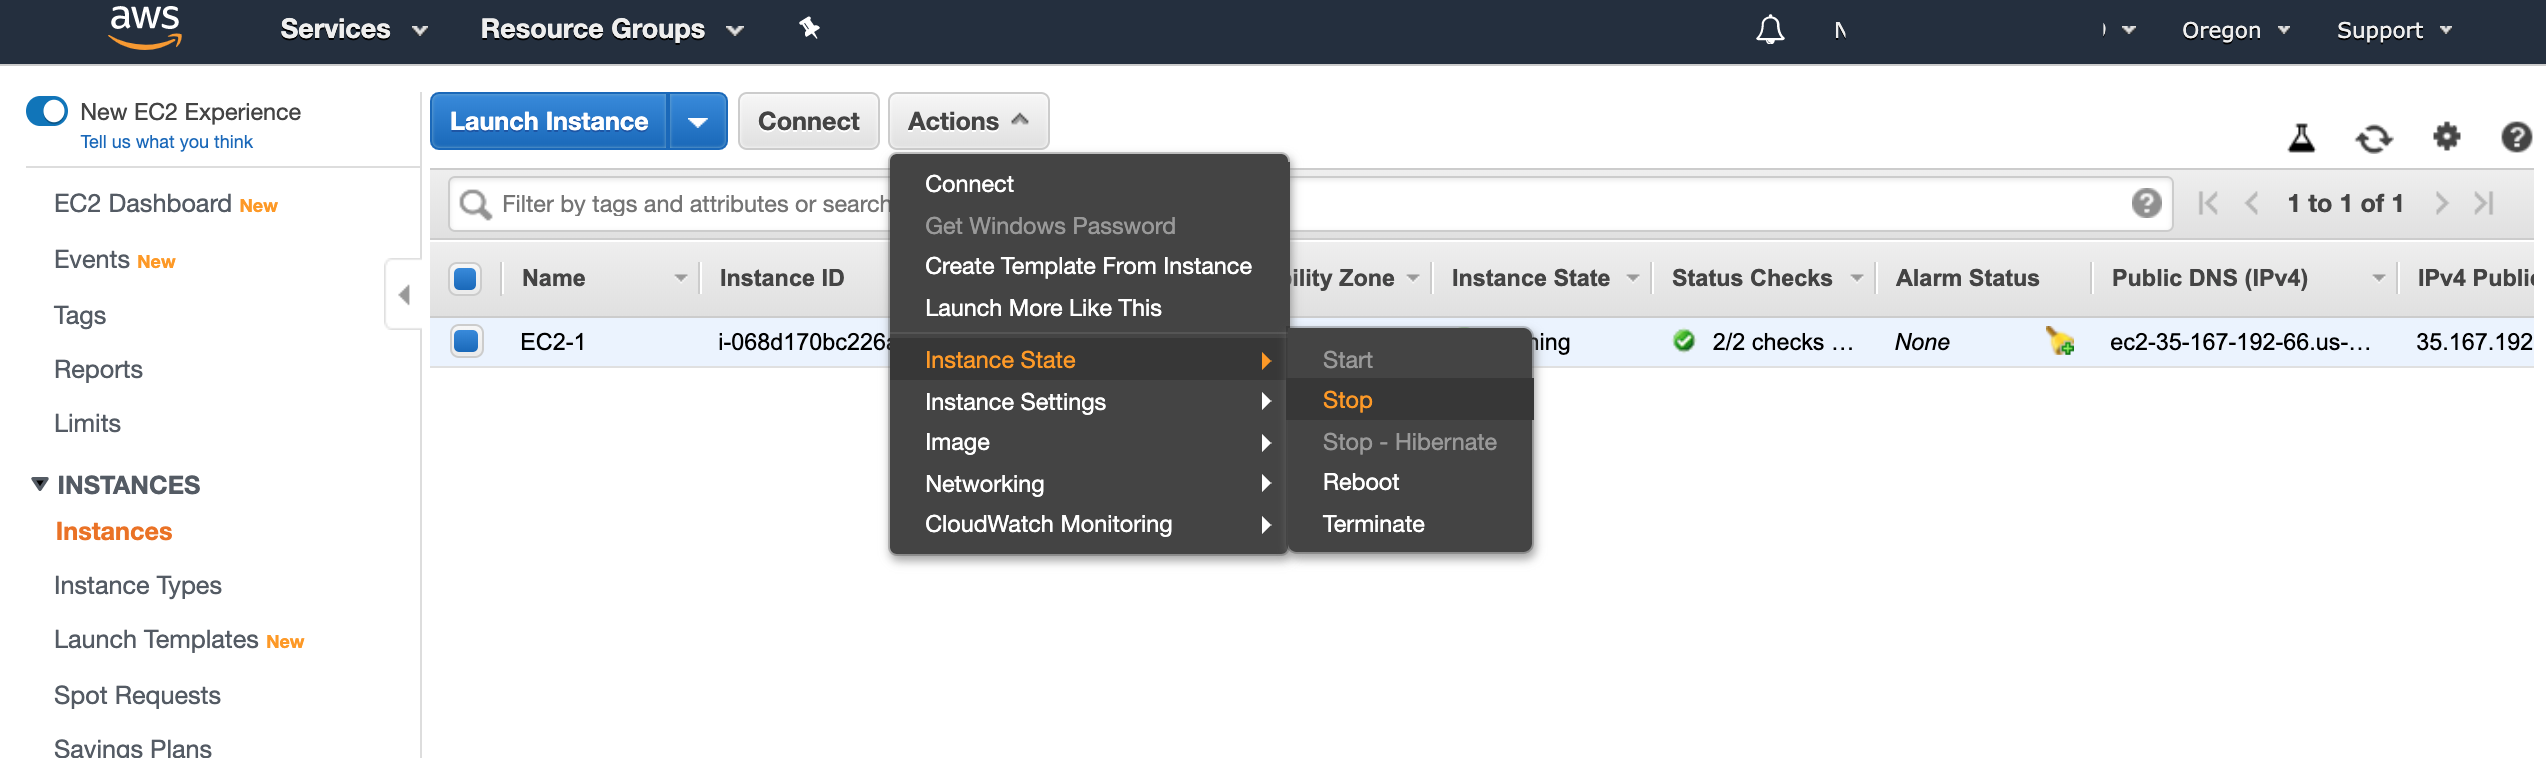 aws Services Resource Groups N Oregon Support
New EC2 Experience
Tell us what you think
EC2 Dashboard New
Events New
Tags
Reports
Limits
INSTANCES
Instances
Instance Types
Launch Templates New
Spot Requests
Savings Plans
Launch Instance Connect Actions
Filter by tags and attributes or search
1 to 1 of 1
Name Instance ID ility Zone Instance State Status Checks Alarm Status Public DNS (IPv4) IPv4 Public
EC2-1 i-068d170bc226a ning 2/2 checks ... None ec2-35-167-192-66.us-... 35.167.192
Connect
Get Windows Password
Create Template From Instance
Launch More Like This
Instance State
Instance Settings
Image
Networking
CloudWatch Monitoring
Start
Stop
Stop - Hibernate
Reboot
Terminate